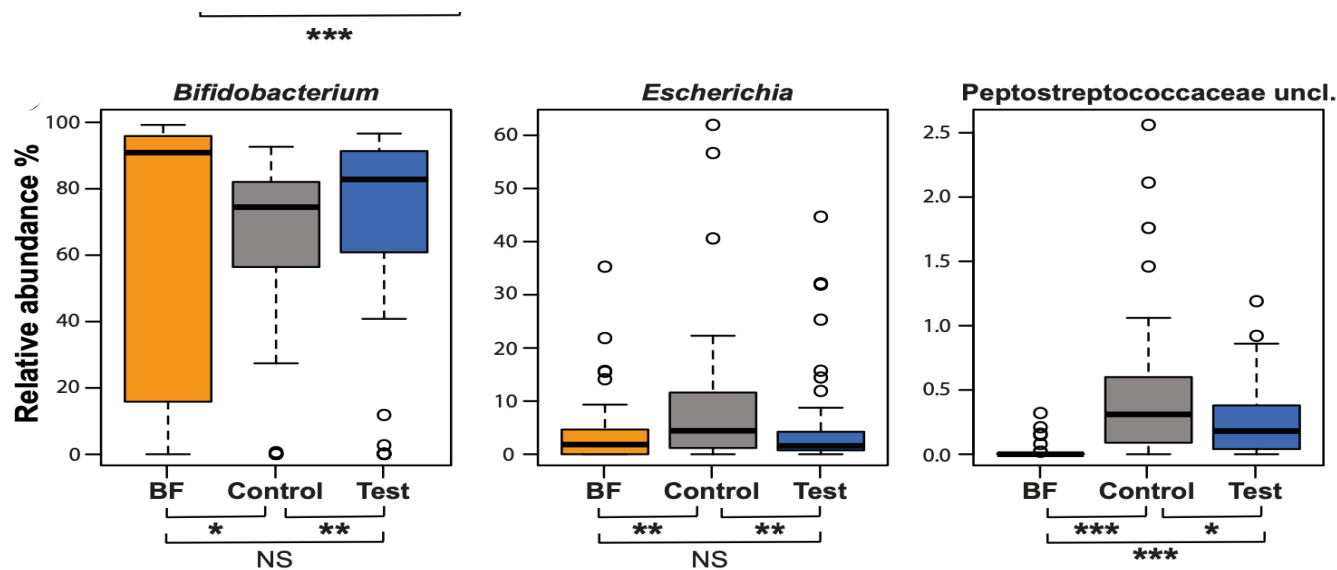 ***
Bifidobacterium
Escherichia
Peptostreptococcaceae uncl.
Relative abundance %
100
80
60
40
20
0
BF Control Test
* **
NS
60
50
40
30
20
10
0
BF Control Test
** **
NS
2.5
2.0
1.5
1.0
0.5
0.0
BF Control Test
*** *
***